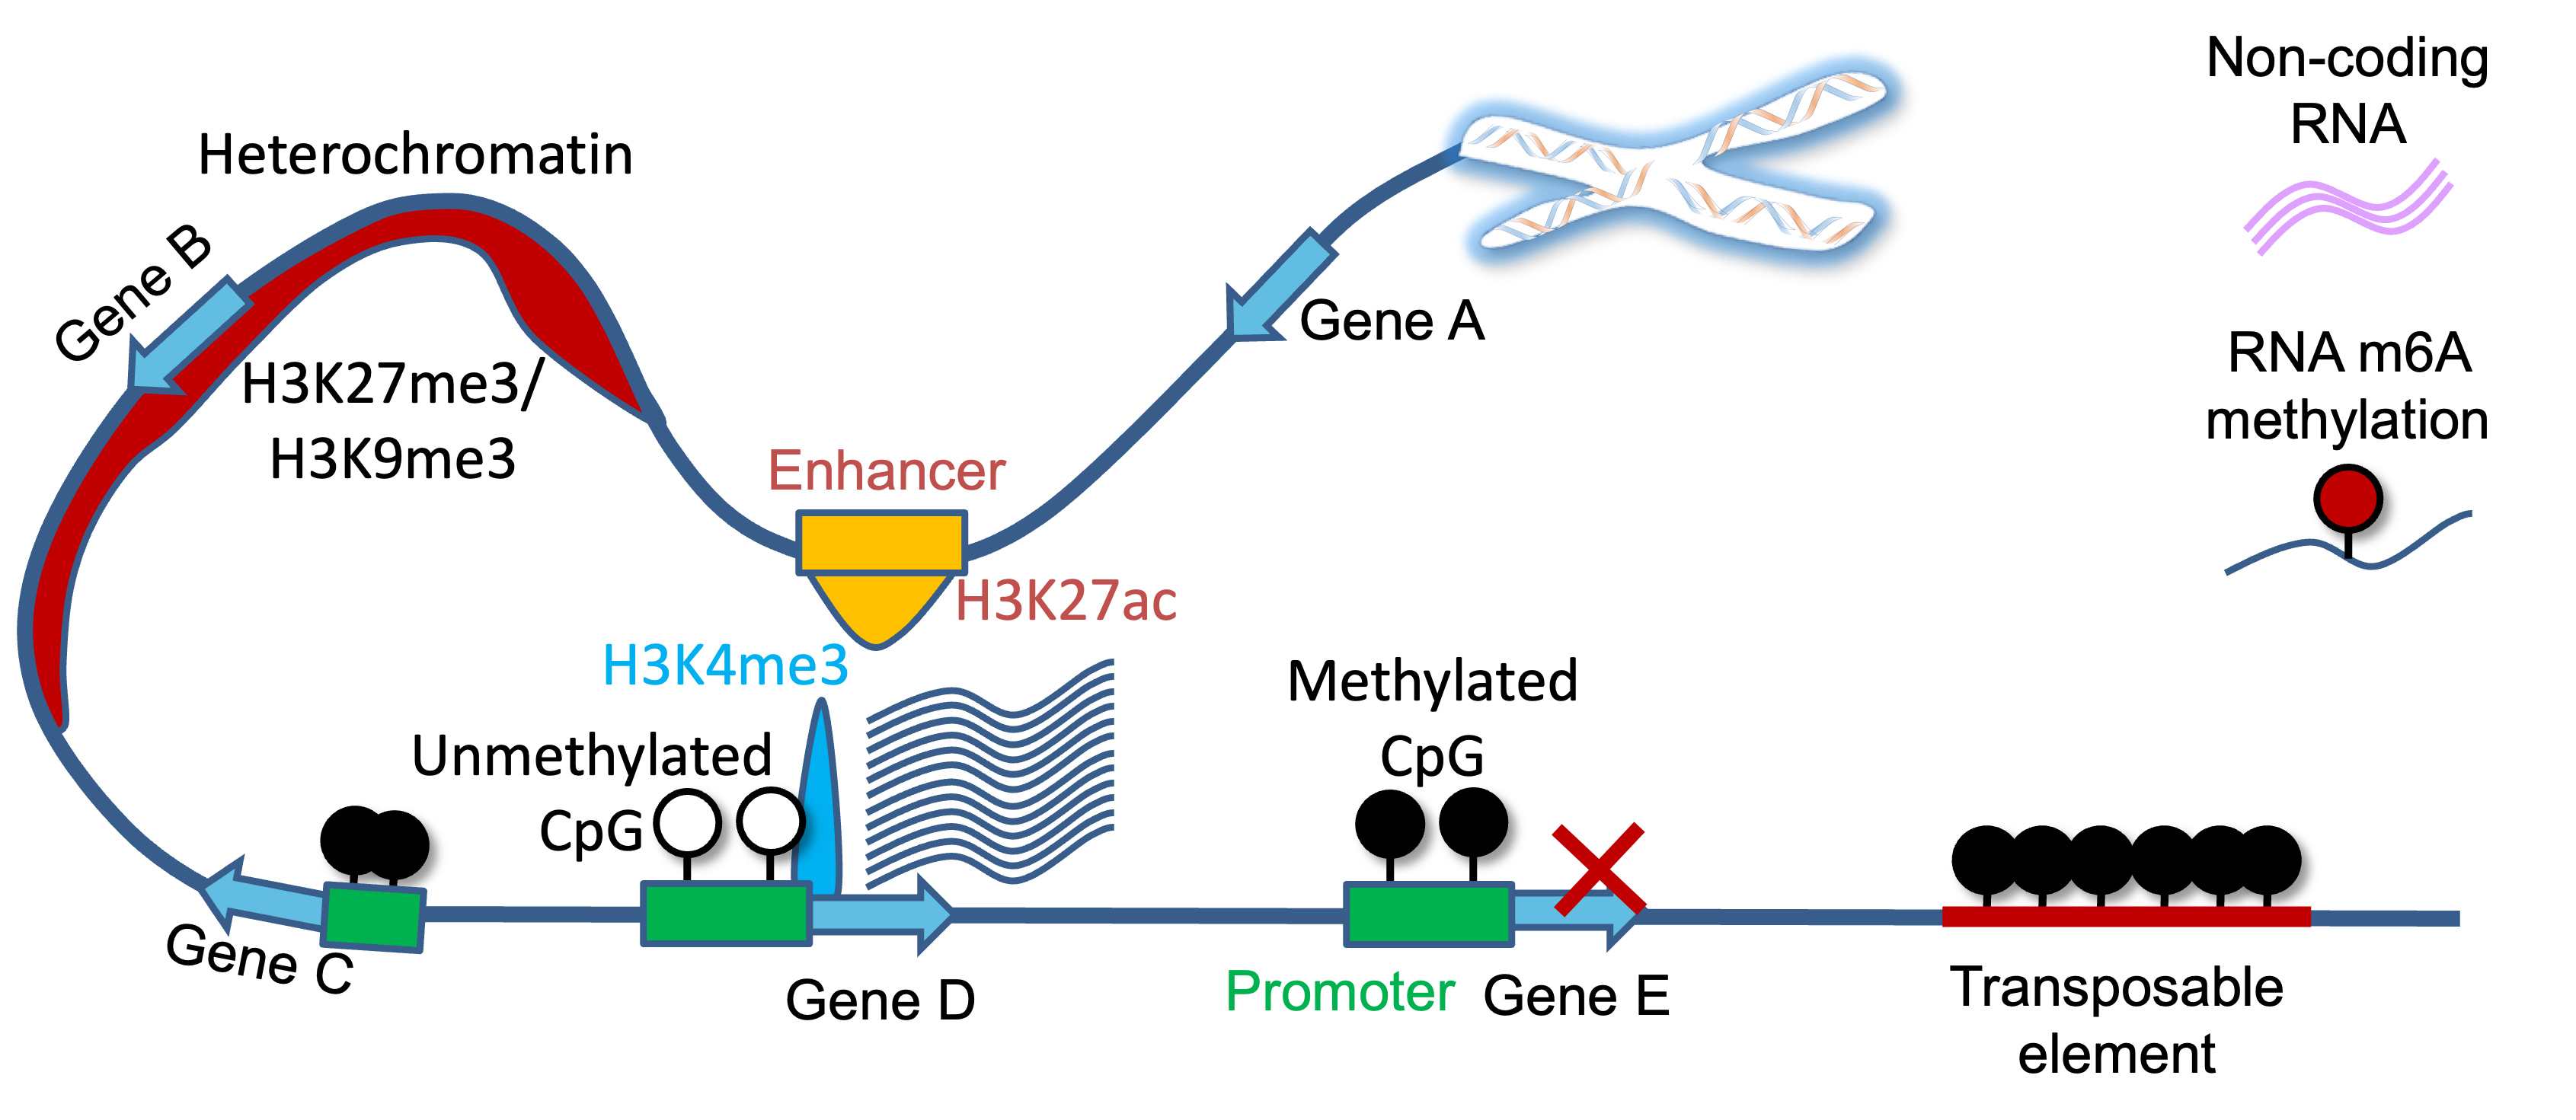 Non-coding
RNA
Heterochromatin
Gene B
Gene A
RNA m6A
methylation
H3K27me3/
H3K9me3
Enhancer
H3K27ac
H3K4me3
Unmethylated
CpG
Methylated
CpG
Gene C
Gene D
Promoter
Gene E
Transposable
element